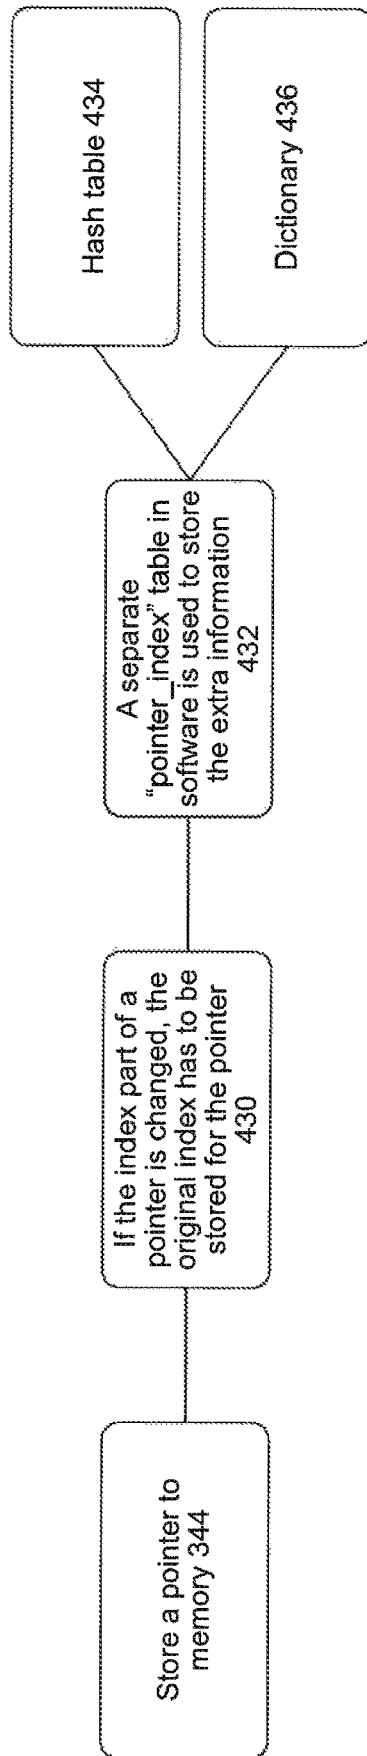 Store a pointer to
memory 344
If the index part of a
pointer is changed, the
original index has to be
stored for the pointer
430
A separate
“pointer_index” table in
software is used to store
the extra information
432
Hash table 434
Dictionary 436